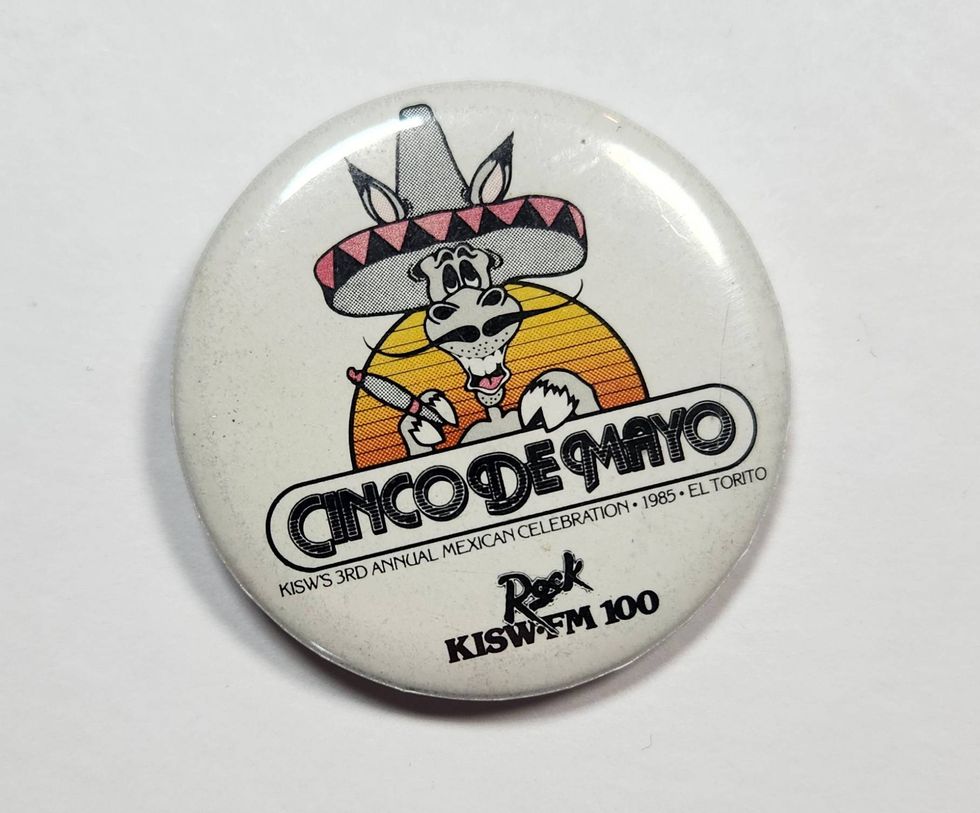 CINCO DE MAYO
KISW'S 3RD ANNUAL MEXICAN CELEBRATION • 1985 • EL TORITO
Rock
KISW•FM 100